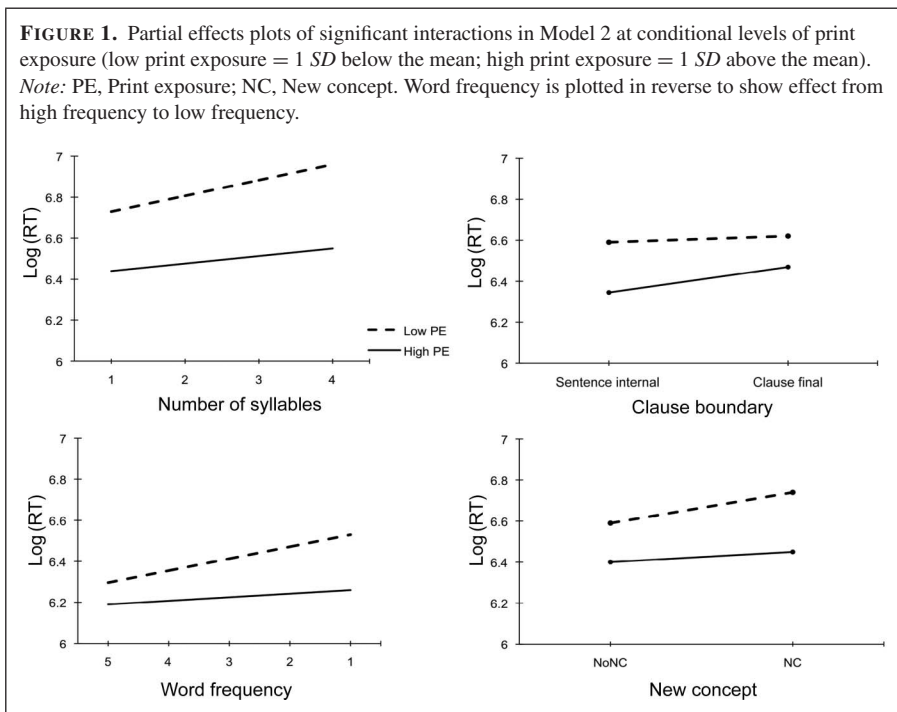 FIGURE 1. Partial effects plots of significant interactions in Model 2 at conditional levels of print
exposure (low print exposure = 1 SD below the mean; high print exposure = 1 SD above the mean).
Note: PE, Print exposure; NC, New concept. Word frequency is plotted in reverse to show effect from
high frequency to low frequency.
7
6.8
6.6
6.4
6.2
6
Log (RT)
1 2 3 4
Number of syllables
Low PE
High PE
7
6.8
6.6
6.4
6.2
6
Log (RT)
Sentence internal Clause final
Clause boundary
7
6.8
6.6
6.4
6.2
6
Log (RT)
5 4 3 2 1
Word frequency
7
6.8
6.6
6.4
6.2
6
Log (RT)
NoNC NC
New concept